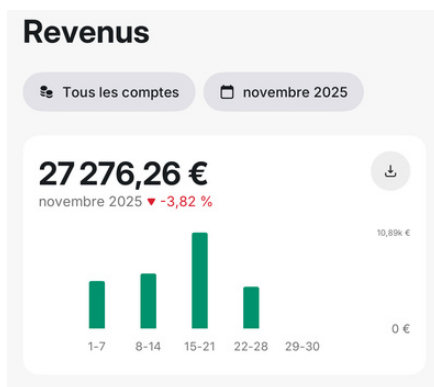 Revenus
Tous les comptes
novembre 2025
27 276,26 €
novembre 2025 ▼ -3,82 %
10,89k €
0 €
1-7 8-14 15-21 22-28 29-30